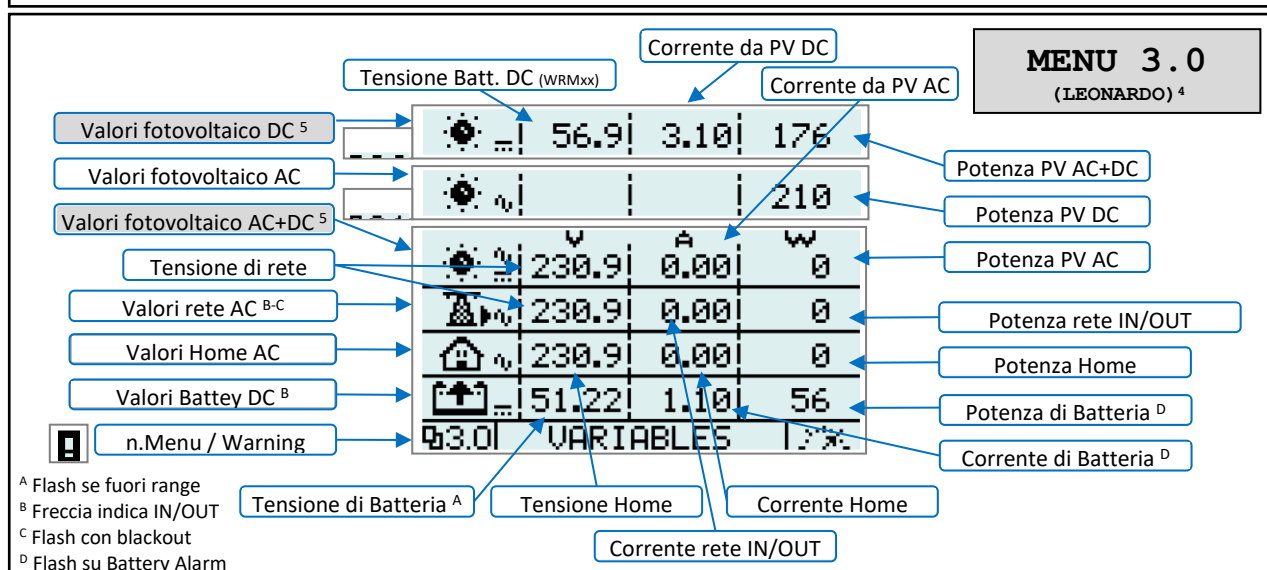 Corrente da PV DC
MENU 3.0
(LEONARDO) 4
Tensione Batt. DC (WRMxx)
Corrente da PV AC
Valori fotovoltaico DC 5
56.9 3.10 176
Potenza PV AC+DC
Valori fotovoltaico AC
210
Potenza PV DC
Valori fotovoltaico AC+DC 5
V A W
230.9 0.00 0
Potenza PV AC
Tensione di rete
Valori rete AC B-C
230.9 0.00 0
Potenza rete IN/OUT
Valori Home AC
230.9 0.00 0
Potenza Home
Valori Battey DC B
51.22 1.10 56
Potenza di Batteria D
n.Menu / Warning
3.0 VARIABLES
Corrente di Batteria D
A Flash se fuori range
B Freccia indica IN/OUT
C Flash con blackout
D Flash su Battery Alarm
Tensione di Batteria A
Tensione Home
Corrente Home
Corrente rete IN/OUT